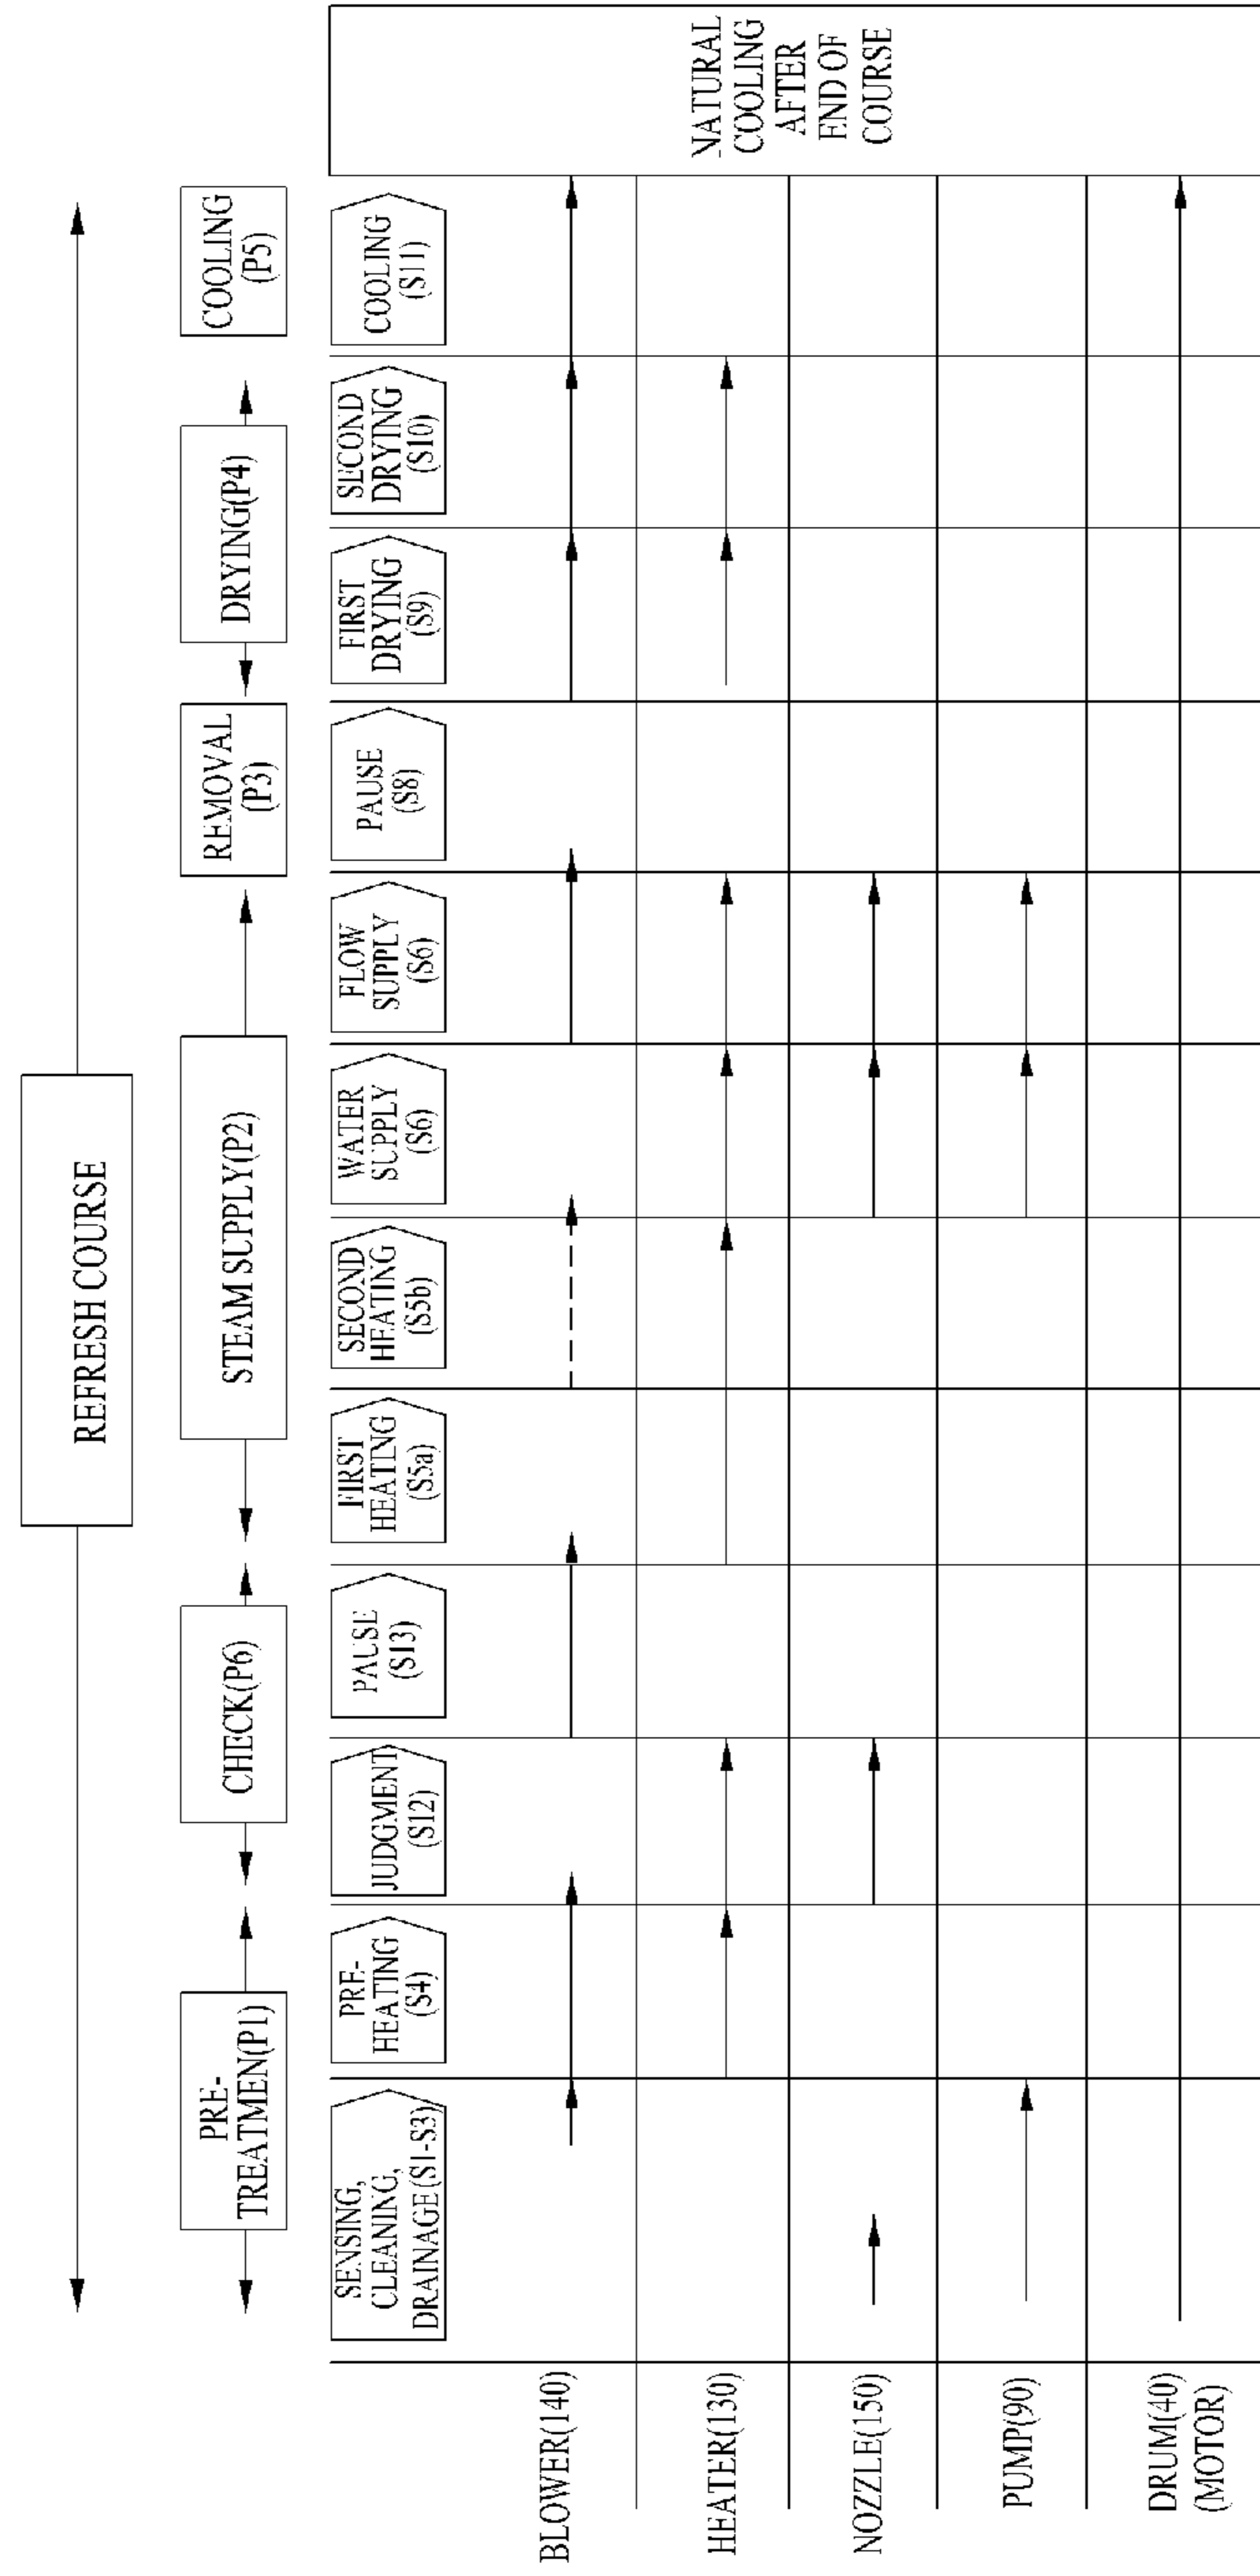 REFRESH COURSE
PRE-
TREATMEN(P1)
CHECK(P6)
STEAM SUPPLY(P2)
REMOVAL
(P3)
DRYING(P4)
COOLING
(P5)
SENSING,
CLEANING,
DRAINAGE(S1-S3)
PRE-
HEATING
(S4)
JUDGMENT
(S12)
PAUSE
(S13)
FIRST
HEATING
(S5a)
SECOND
HEATING
(S5b)
WATER
SUPPLY
(S6)
FLOW
SUPPLY
(S6)
PAUSE
(S8)
FIRST
DRYING
(S9)
SECOND
DRYING
(S10)
COOLING
(S11)
BLOWER(140)
HEATER(130)
NOZZLE(150)
PUMP(90)
DRUM(40)
(MOTOR)
NATURAL
COOLING
AFTER
END OF
COURSE